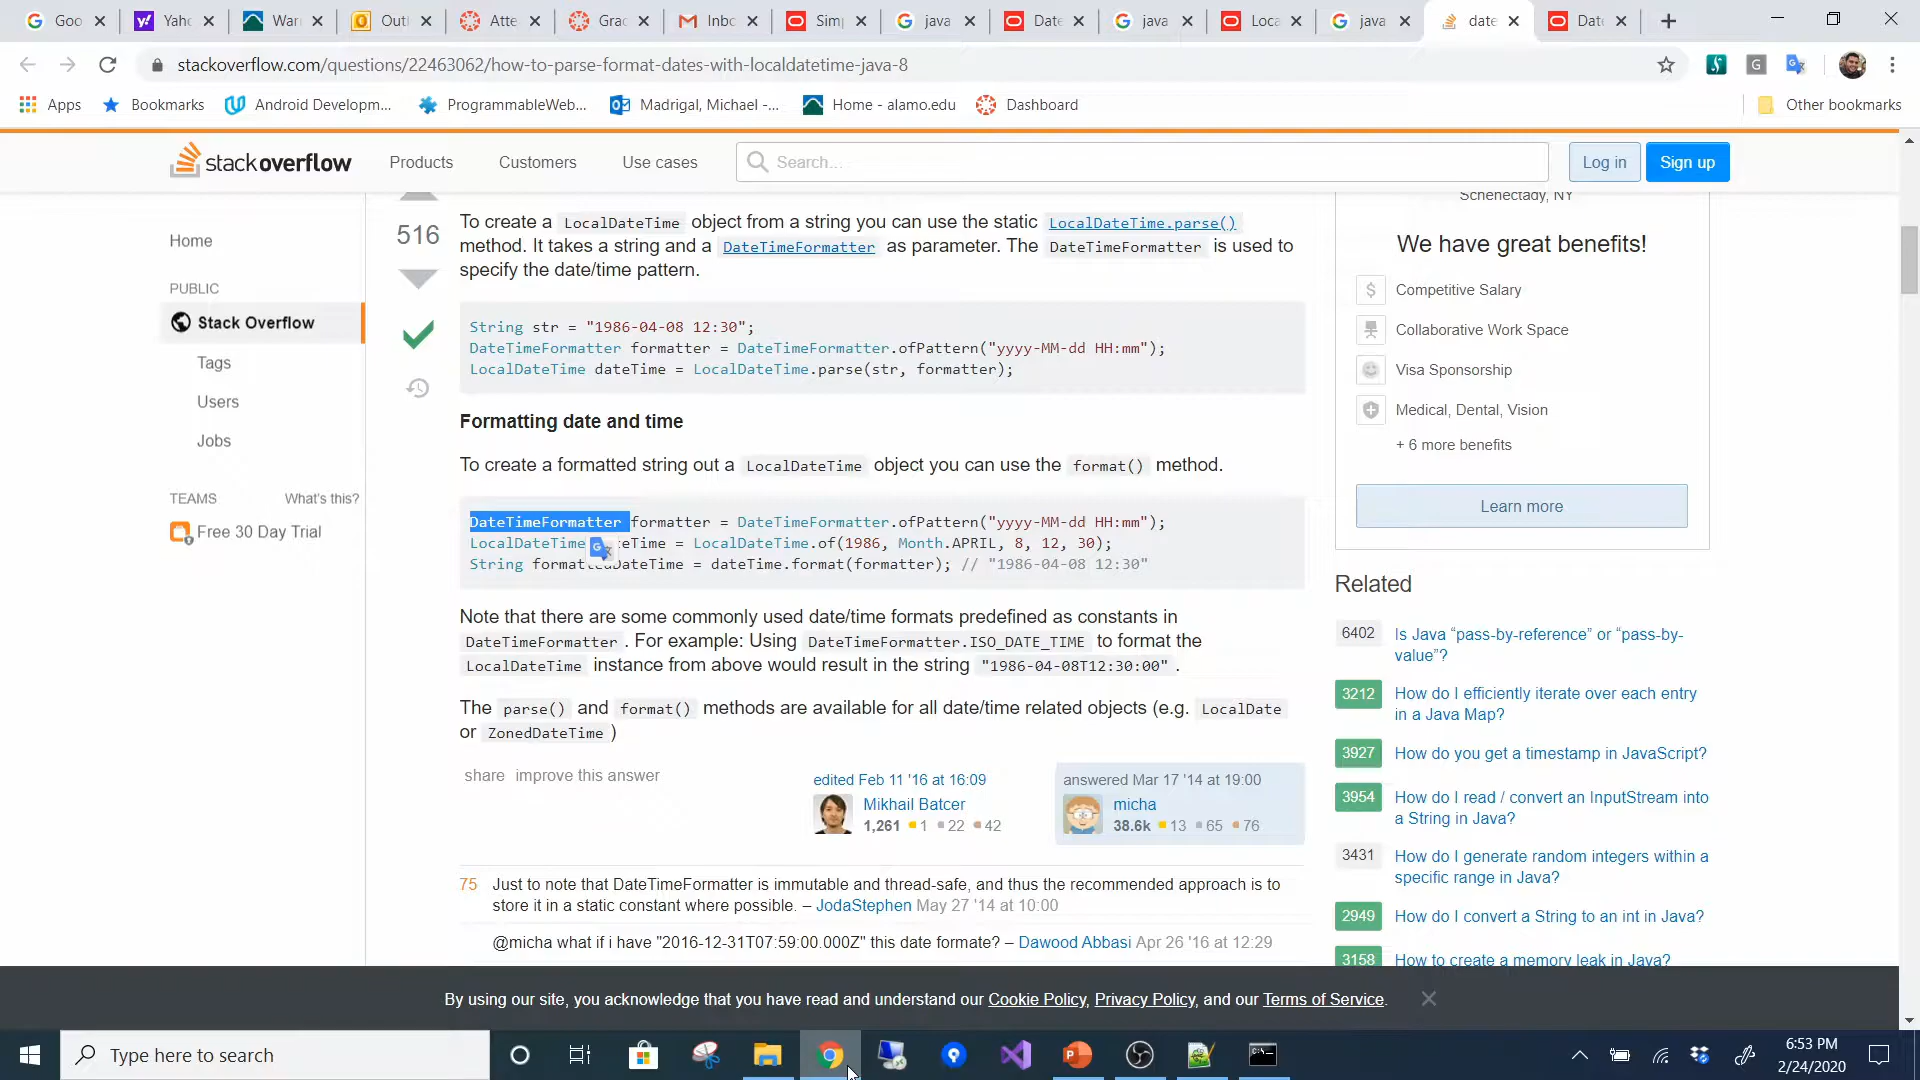 Goo
Yah
War
Outl
Atte
Grac
Inbo
Simp
java
Date
java
Loca
java
date
Date
stackoverflow.com/questions/22463062/how-to-parse-format-dates-with-localdatetime-java-8
Apps
Bookmarks
Android Developm...
ProgrammableWeb...
Madrigal, Michael -...
Home - alamo.edu
Dashboard
Other bookmarks
stackoverflow
Products
Customers
Use cases
Search...
Log in
Sign up
Home
PUBLIC
Stack Overflow
Tags
Users
Jobs
TEAMS What's this?
Free 30 Day Trial
516
To create a LocalDateTime object from a string you can use the static LocalDateTime.parse()
method. It takes a string and a DateTimeFormatter as parameter. The DateTimeFormatter is used to
specify the date/time pattern.
String str = "1986-04-08 12:30";
DateTimeFormatter formatter = DateTimeFormatter.ofPattern("yyyy-MM-dd HH:mm");
LocalDateTime dateTime = LocalDateTime.parse(str, formatter);
Formatting date and time
To create a formatted string out a LocalDateTime object you can use the format() method.
DateTimeFormatter formatter = DateTimeFormatter.ofPattern("yyyy-MM-dd HH:mm");
LocalDateTime eTime = LocalDateTime.of(1986, Month.APRIL, 8, 12, 30);
String formattedDateTime = dateTime.format(formatter); // "1986-04-08 12:30"
Note that there are some commonly used date/time formats predefined as constants in
DateTimeFormatter . For example: Using DateTimeFormatter.ISO_DATE_TIME to format the
LocalDateTime instance from above would result in the string "1986-04-08T12:30:00" .
The parse() and format() methods are available for all date/time related objects (e.g. LocalDate
or ZonedDateTime )
share improve this answer
edited Feb 11 '16 at 16:09
Mikhail Batcer
1,261 1 22 42
answered Mar 17 '14 at 19:00
micha
38.6k 13 65 76
75 Just to note that DateTimeFormatter is immutable and thread-safe, and thus the recommended approach is to
store it in a static constant where possible. – JodaStephen May 27 '14 at 10:00
@micha what if i have "2016-12-31T07:59:00.000Z" this date formate? – Dawood Abbasi Apr 26 '16 at 12:29
Schenectady, NY
We have great benefits!
Competitive Salary
Collaborative Work Space
Visa Sponsorship
Medical, Dental, Vision
+ 6 more benefits
Learn more
Related
6402 Is Java “pass-by-reference” or “pass-by-
value”?
3212 How do I efficiently iterate over each entry
in a Java Map?
3927 How do you get a timestamp in JavaScript?
3954 How do I read / convert an InputStream into
a String in Java?
3431 How do I generate random integers within a
specific range in Java?
2949 How do I convert a String to an int in Java?
3158 How to create a memory leak in Java?
By using our site, you acknowledge that you have read and understand our Cookie Policy, Privacy Policy, and our Terms of Service.
Type here to search
6:53 PM
2/24/2020